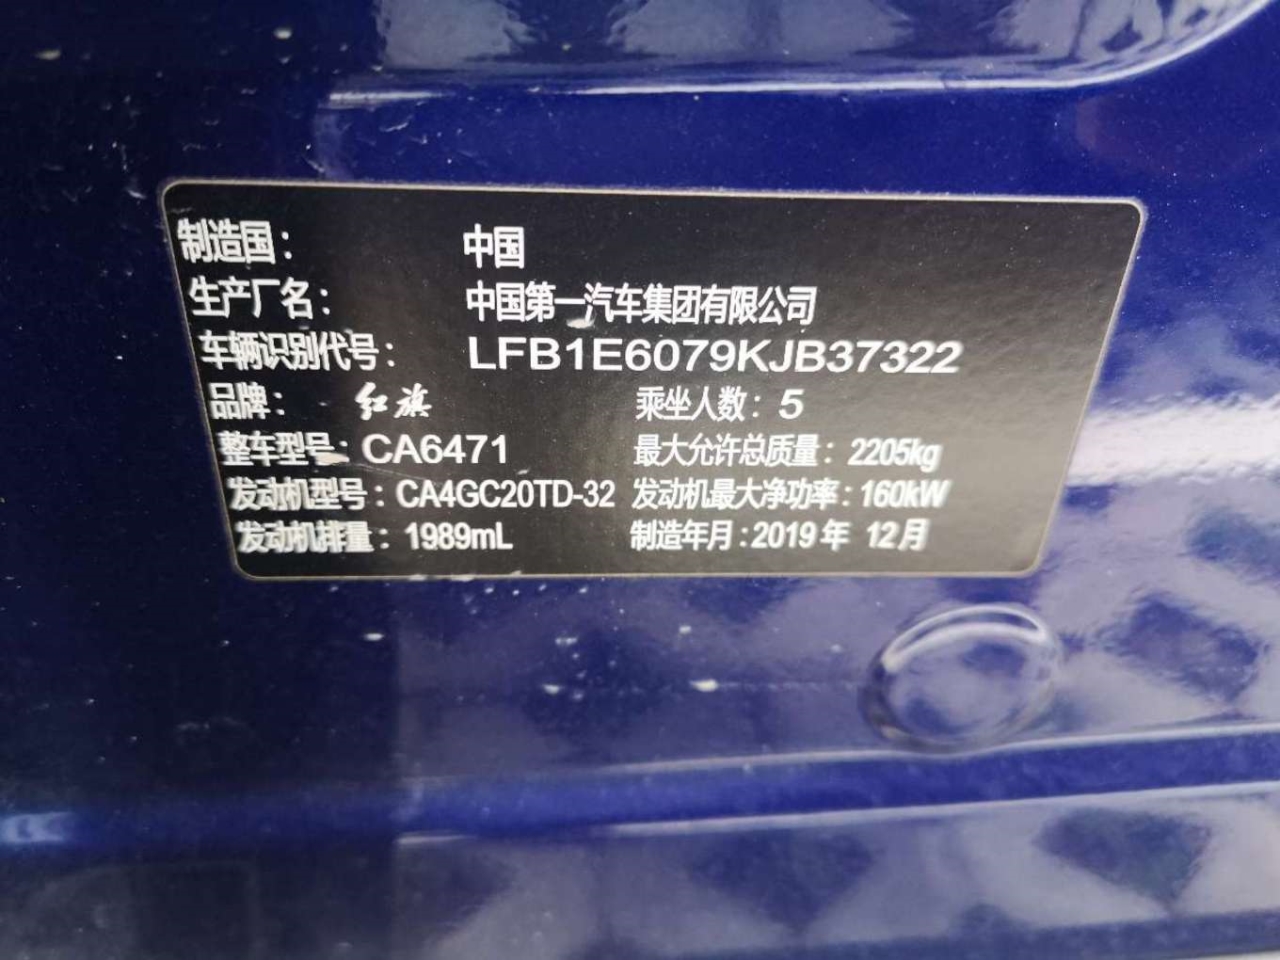 制造国： 中国
生产厂名： 中国第一汽车集团有限公司
车辆识别代号： LFB1E6079KJB37322
品牌： 红旗 乘坐人数：5
整车型号：CA6471 最大允许总质量：2205kg
发动机型号：CA4GC20TD-32 发动机最大净功率：160kW
发动机排量：1989mL 制造年月：2019年 12月